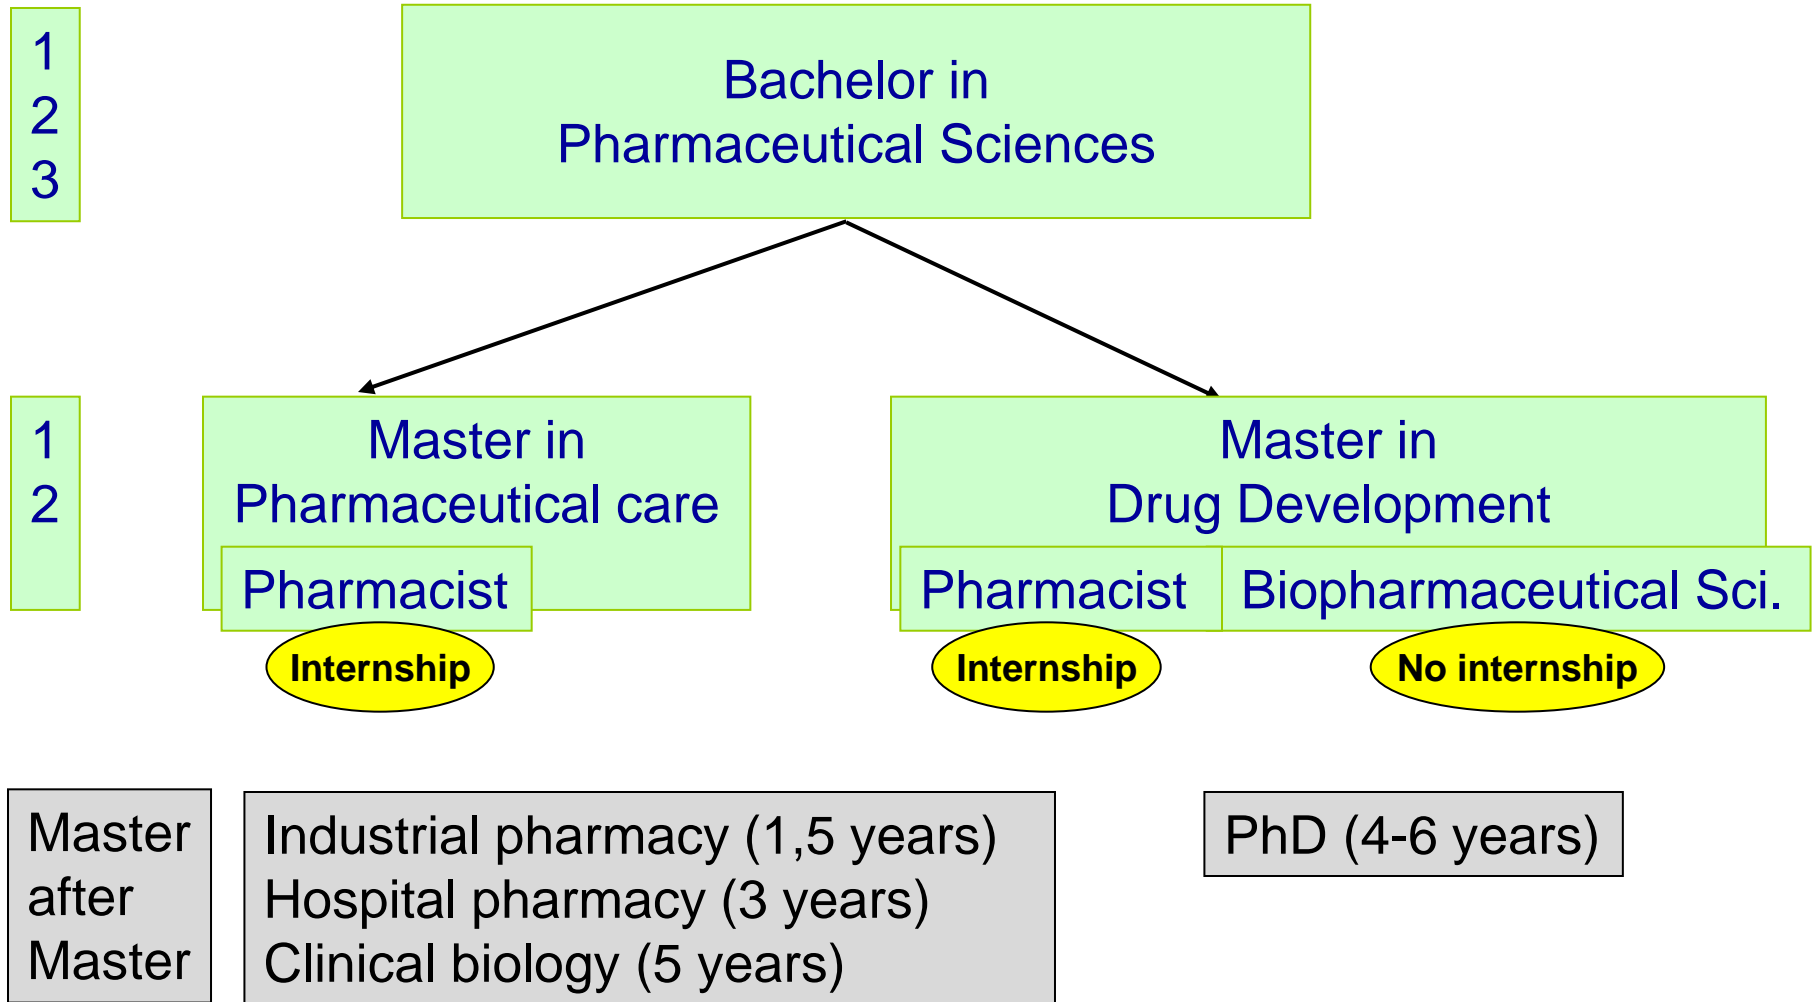 1
2
3
Bachelor in
Pharmaceutical Sciences
1
2
Master in
Pharmaceutical care
Pharmacist
Internship
Master in
Drug Development
Pharmacist
Biopharmaceutical Sci.
Internship
No internship
Master
after
Master
Industrial pharmacy (1,5 years)
Hospital pharmacy (3 years)
Clinical biology (5 years)
PhD (4-6 years)